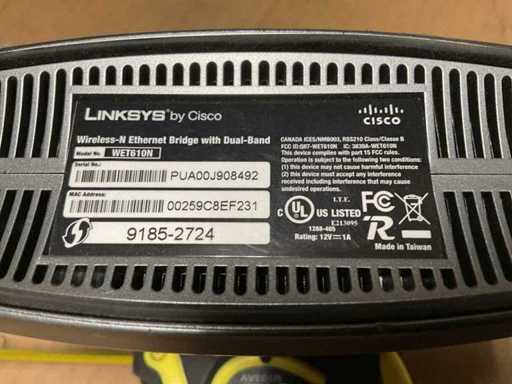 LINKSYS® by Cisco
CISCO
Wireless-N Ethernet Bridge with Dual-Band
Model No.: WET610N
Serial No.:
PUA00J908492
MAC Address:
00259C8EF231
9185-2724
CANADA ICES/NMB003, RSS210 Class/Classe B
FCC ID:Q87-WET610N IC: 3839A-WET610N
This device complies with part 15 FCC rules.
Operation is subject to the following two conditions:
(1) this device may not cause harmful interference
(2) this device must accept any interference
received, including interference that may cause
undesired operation.
I.T.E.
C UL US LISTED
E213095
1288-405
Rating: 12V 1A
FC
R
Made in Taiwan